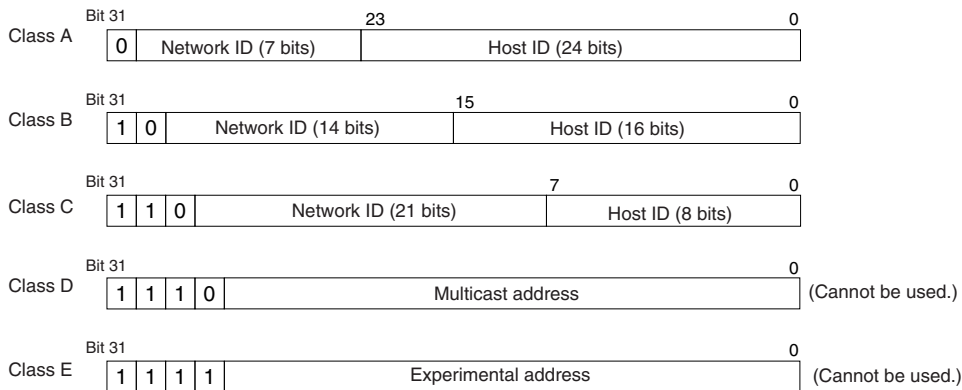 Bit 31 23 0
Class A 0 Network ID (7 bits) Host ID (24 bits)
Bit 31 15 0
Class B 1 0 Network ID (14 bits) Host ID (16 bits)
Bit 31 7 0
Class C 1 1 0 Network ID (21 bits) Host ID (8 bits)
Bit 31 0
Class D 1 1 1 0 Multicast address (Cannot be used.)
Bit 31 0
Class E 1 1 1 1 Experimental address (Cannot be used.)